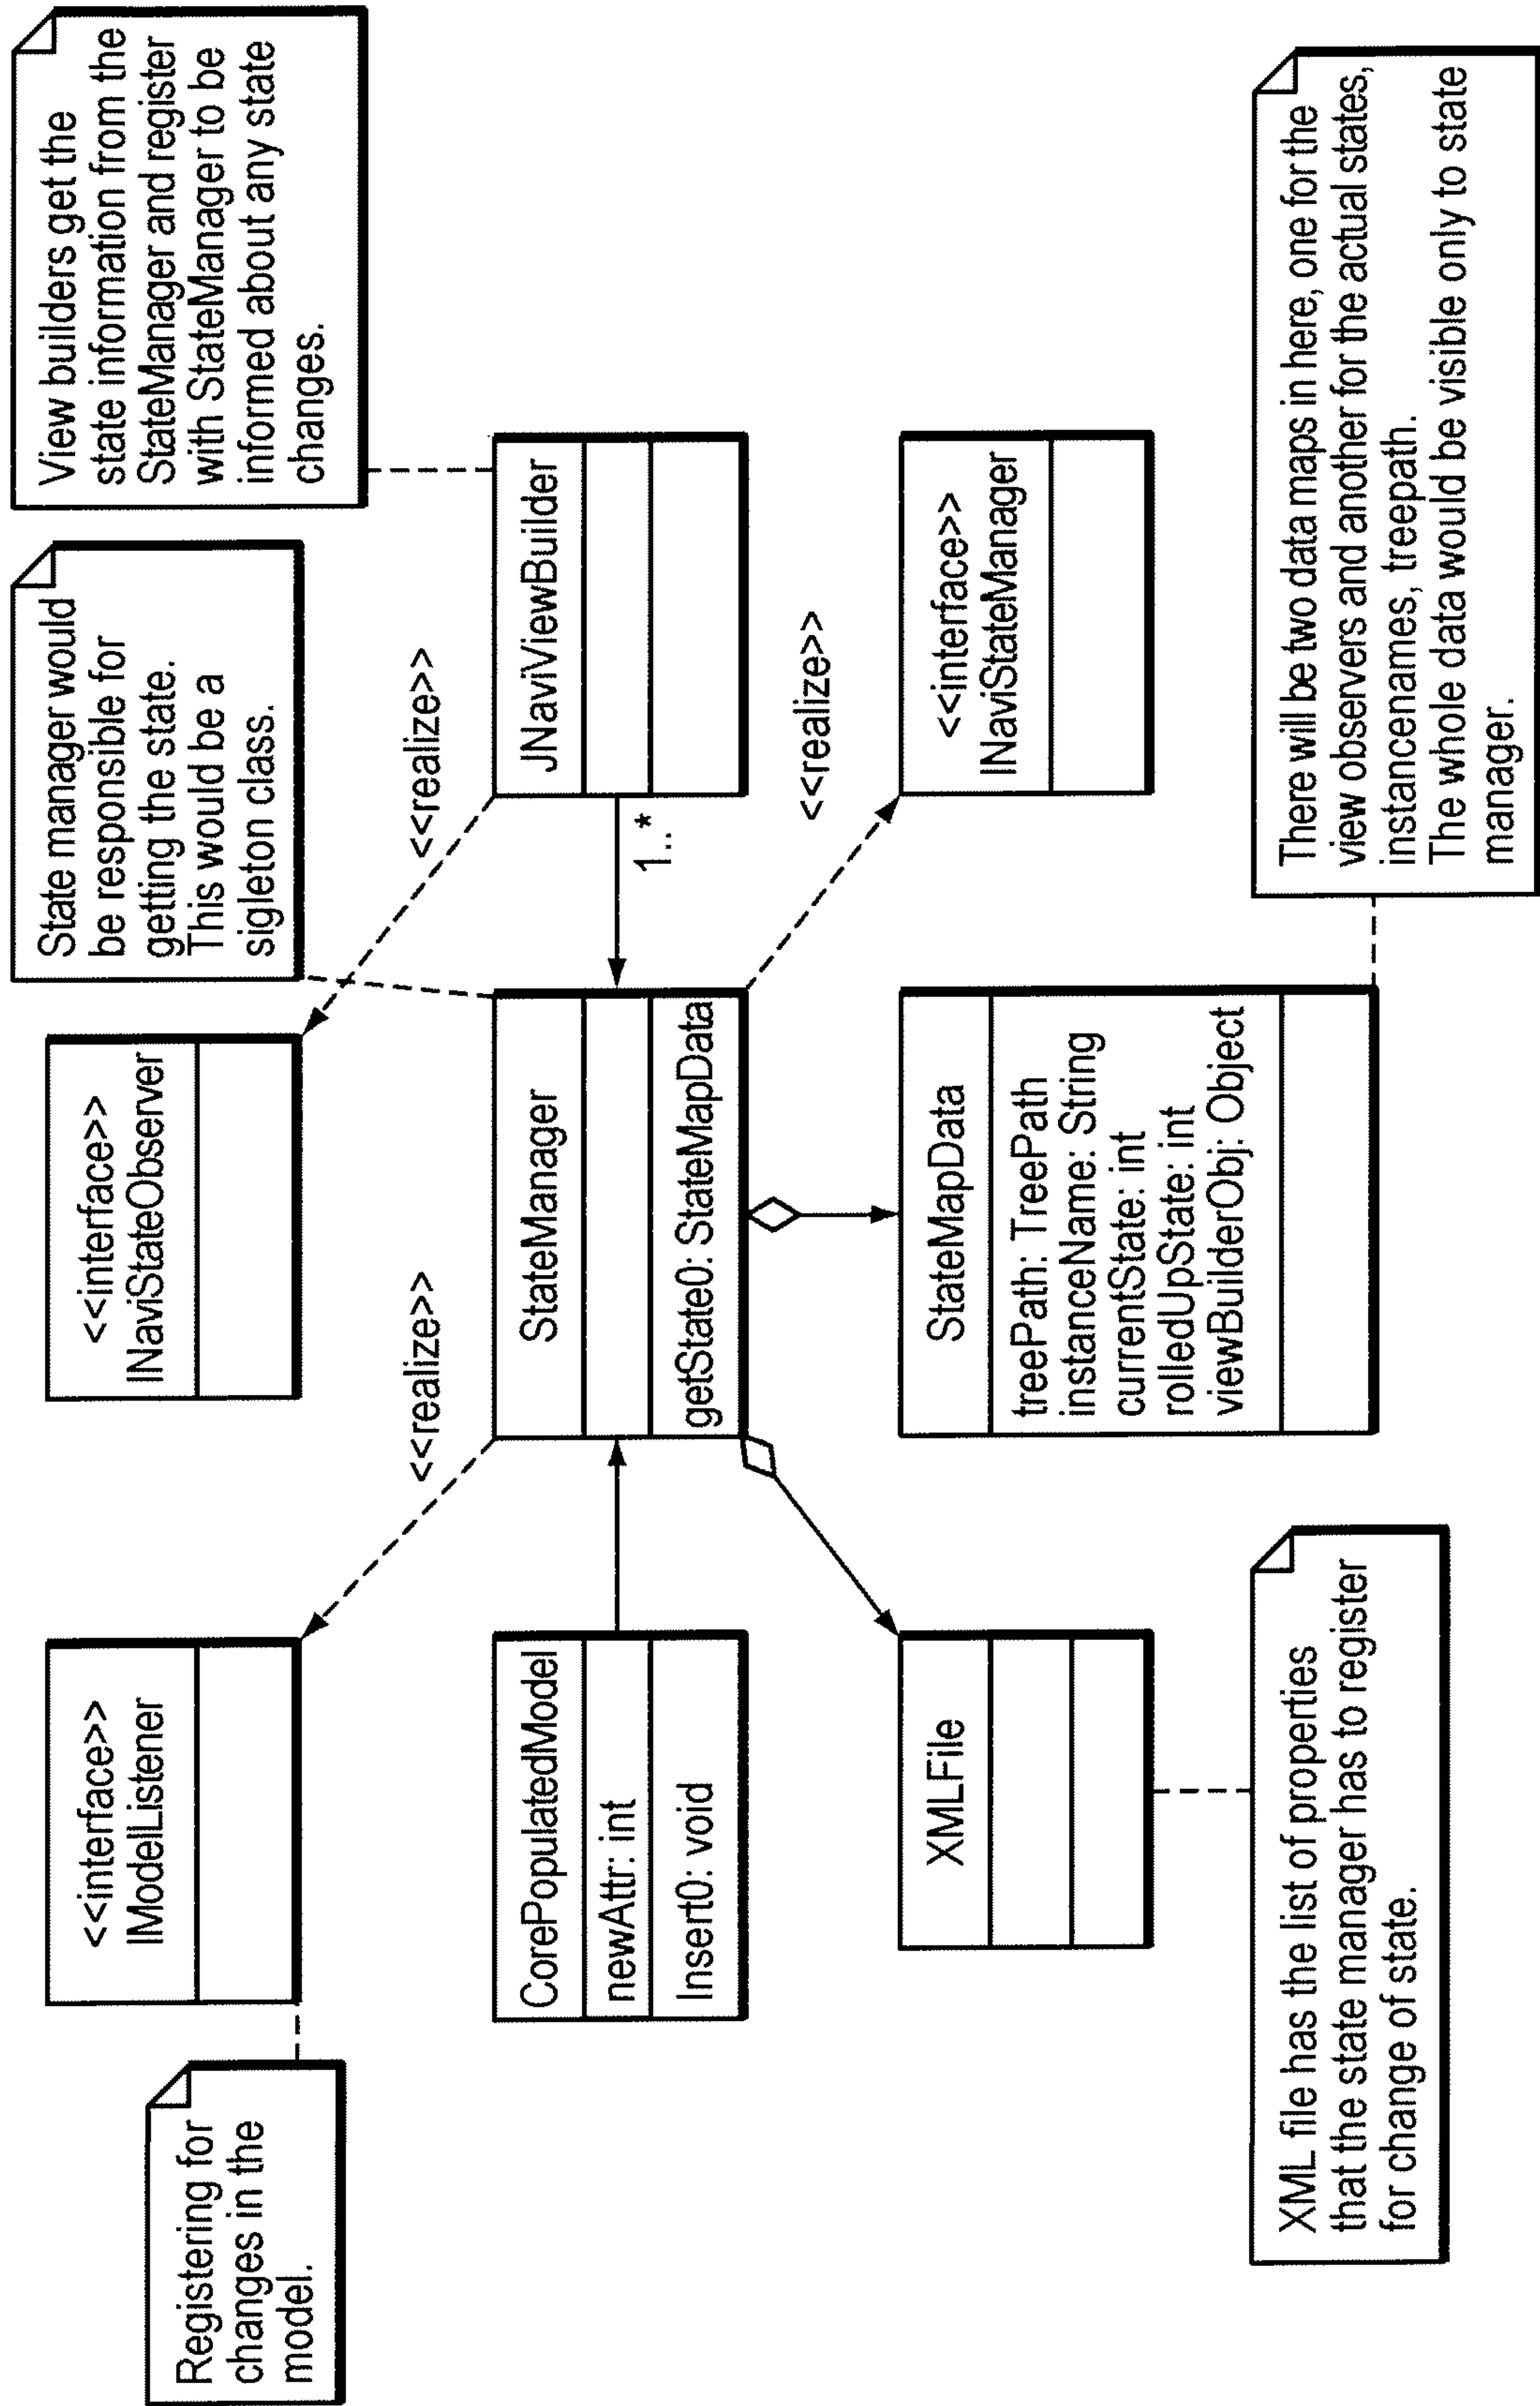 Registering for
changes in the
model.
<<interface>>
IModelListener
<<realize>>
<<interface>>
INaviStateObserver
<<realize>>
State manager would
be responsible for
getting the state.
This would be a
sigleton class.
View builders get the
state information from the
StateManager and register
with StateManager to be
informed about any state
changes.
CorePopulatedModel
newAttr: int
Insert0: void
StateManager
getState0: StateMapData
1..*
JNaviViewBuilder
<<realize>>
XMLFile
StateMapData
treePath: TreePath
instanceName: String
currentState: int
rolledUpState: int
viewBuilderObj: Object
<<interface>>
INaviStateManager
XML file has the list of properties
that the state manager has to register
for change of state.
There will be two data maps in here, one for the
view observers and another for the actual states,
instancenames, treepath.
The whole data would be visible only to state
manager.